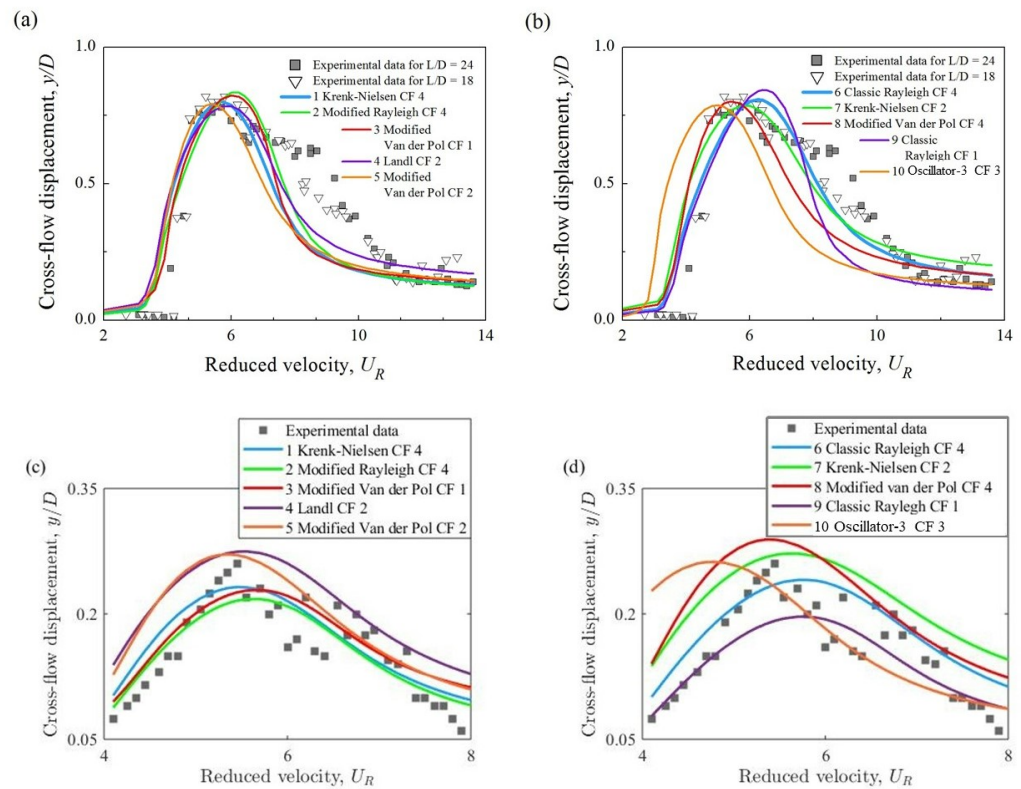 (a)
1.0
0.5
0.0
Cross-flow displacement, y/D
Experimental data for L/D = 24
Experimental data for L/D = 18
1 Krenk-Nielsen CF 4
2 Modified Rayleigh CF 4
3 Modified
Van der Pol CF 1
4 Landl CF 2
5 Modified
Van der Pol CF 2
2
6
10
14
Reduced velocity, U_R
(b)
1.0
0.5
0.0
Cross-flow displacement, y/D
Experimental data for L/D = 24
Experimental data for L/D = 18
6 Classic Rayleigh CF 4
7 Krenk-Nielsen CF 2
8 Modified Van der Pol CF 4
9 Classic
Rayleigh CF 1
10 Oscillator-3 CF 3
2
6
10
14
Reduced velocity, U_R
(c)
0.35
0.2
0.05
Cross-flow displacement, y/D
Experimental data
1 Krenk-Nielsen CF 4
2 Modified Rayleigh CF 4
3 Modified Van der Pol CF 1
4 Landl CF 2
5 Modified Van der Pol CF 2
4
6
8
Reduced velocity, U_R
(d)
0.35
0.2
0.05
Cross-flow displacement, y/D
Experimental data
6 Classic Rayleigh CF 4
7 Krenk-Nielsen CF 2
8 Modified van der Pol CF 4
9 Classic Raylegh CF 1
10 Oscillator-3 CF 3
4
6
8
Reduced velocity, U_R